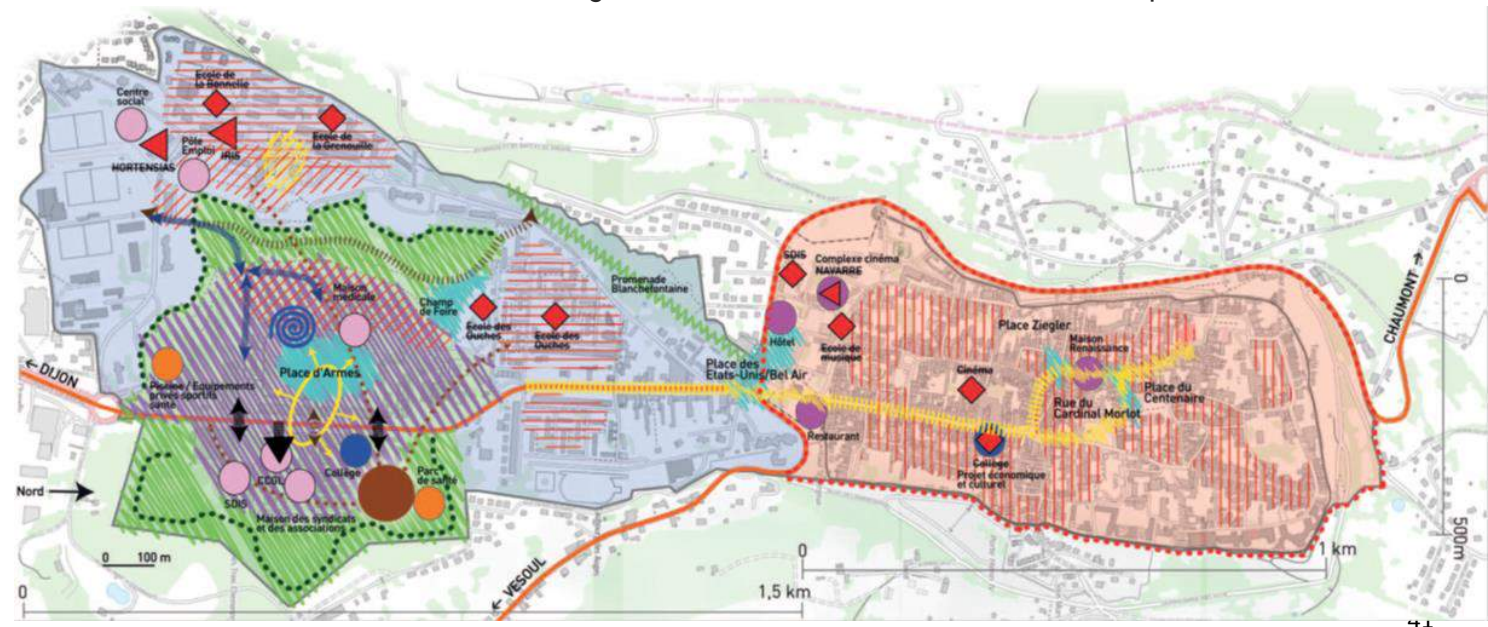 Ecole de
la Bonnelle
Centre
social
Ecole de
la Grenouille
Pôle
Emploi
IRIS
HORTENSIAS
Maison
médicale
Champ
de Foire
Ecole des
Ouches
Ecole des
Ouches
Promenade
Blanchefontaine
Place des
Etats-Unis/Bel Air
SDIS
Complexe cinéma
NAVARRE
Hôtel
Ecole de
musique
Place Ziegler
Maison
Renaissance
Cinéma
Rue du
Cardinal Morlot
Place du
Centenaire
Restaurant
Collège
Projet économique
et culturel
CHAUMONT →
← DIJON
Piscine / Equipements
privés sportifs
santé
Place d'Armes
Nord
SDIS
CCGL
Collège
Parc
de santé
Maison des syndicats
et des associations
0 100 m
← VESOUL
0 1,5 km
0 1 km
0 500m
41